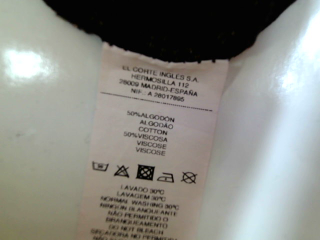 EL CORTE INGLES S.A.
HERMOSILLA 112
28009 MADRID-ESPAÑA
NIF: A 28017895
50%ALGODON
ALGODÃO
COTTON
50%VISCOSA
VISCOSE
VISCOSE
LAVADO 30ºC
LAVAGEM 30ºC
NORMAL WASHING 30ºC
NINGUN BLANQUEANTE
NÃO PERMITIDO O
BRANQUEAMENTO
DO NOT BLEACH